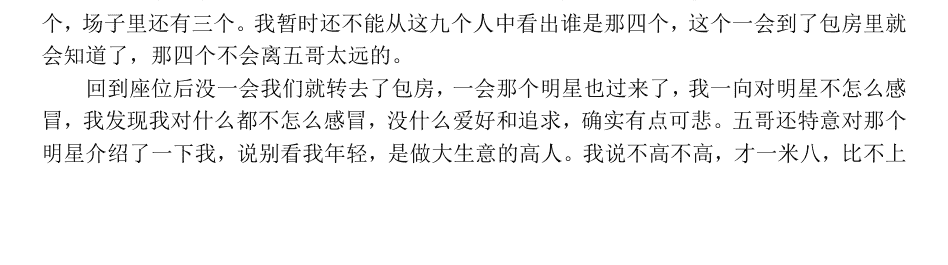 个，场子里还有三个。我暂时还不能从这九个人中看出谁是那四个，这个一会到了包房里就
会知道了，那四个不会离五哥太远的。
回到座位后没一会我们就转去了包房，一会那个明星也过来了，我一向对明星不怎么感
冒，我发现我对什么都不怎么感冒，没什么爱好和追求，确实有点可悲。五哥还特意对那个
明星介绍了一下我，说别看我年轻，是做大生意的高人。我说不高不高，才一米八，比不上